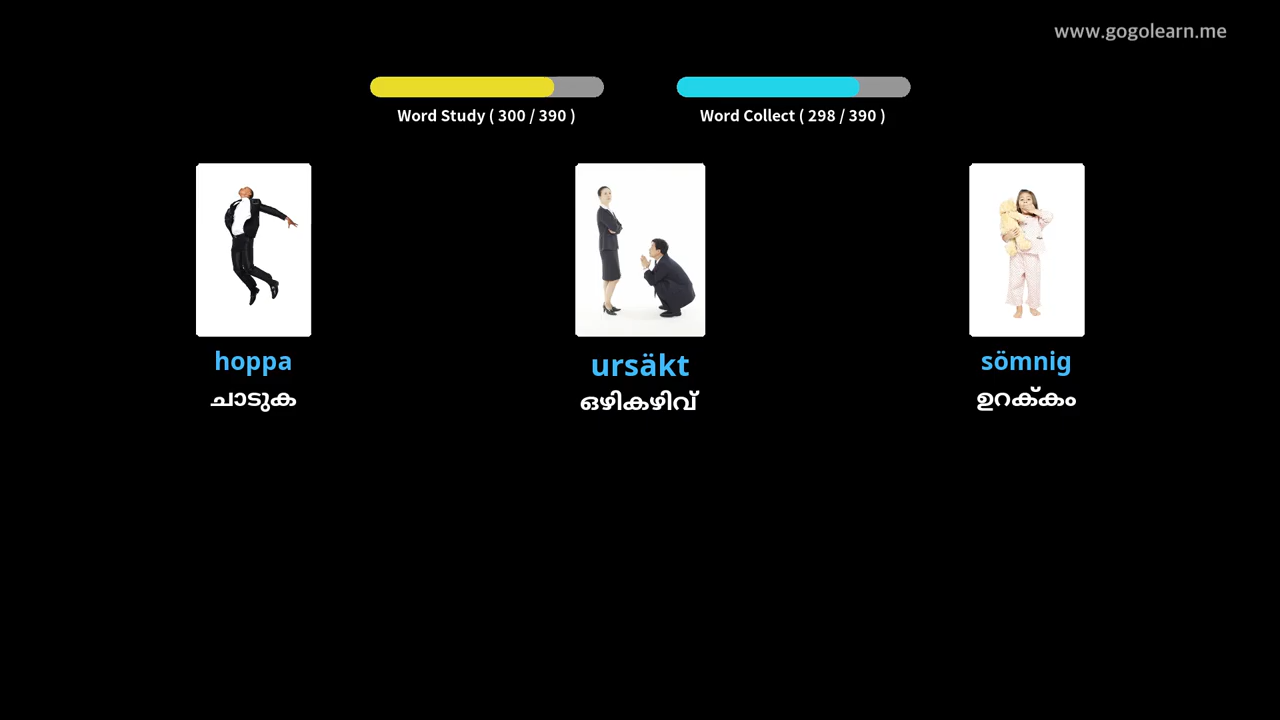 www.gogolearn.me
Word Study ( 300 / 390 )
Word Collect ( 298 / 390 )
hoppa
ursäkt
sömnig
ചാടുക
ഒഴികഴിവ്
ഉറക്കം